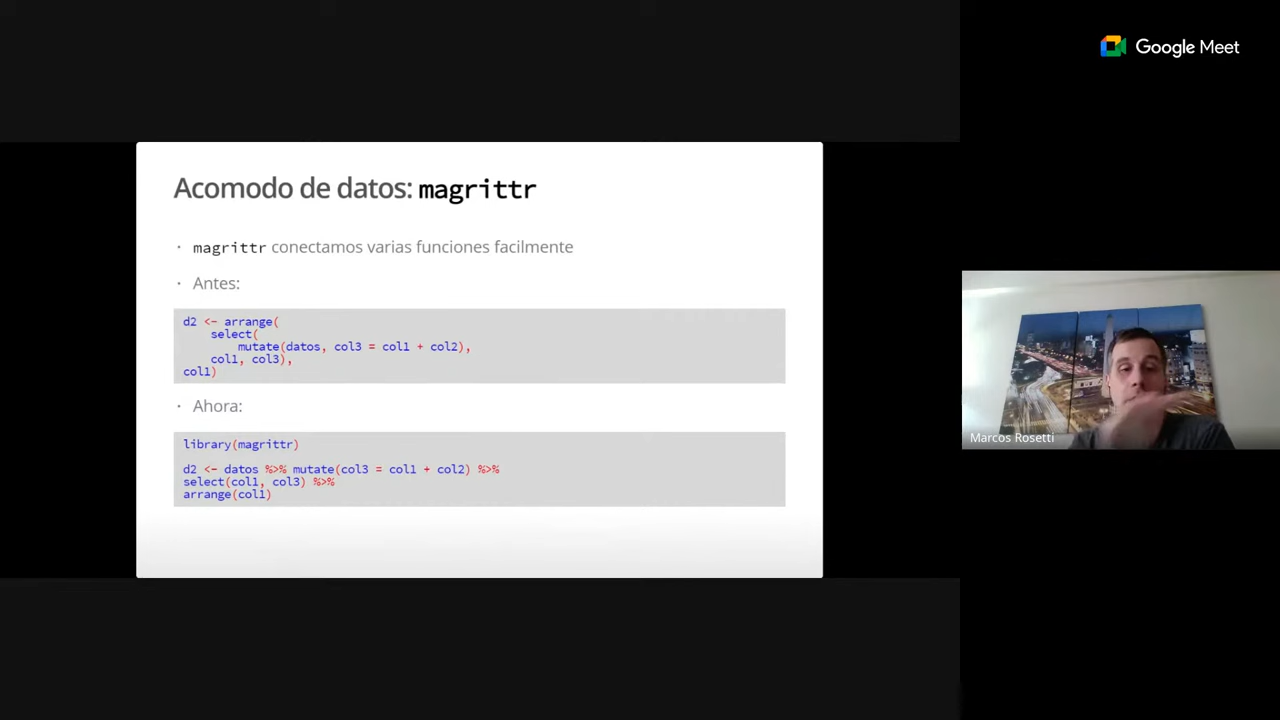 Google Meet
Acomodo de datos: magrittr
· magrittr conectamos varias funciones facilmente
· Antes:
d2 <- arrange(
select(
mutate(datos, col3 = col1 + col2),
col1, col3),
col1)
· Ahora:
library(magrittr)
d2 <- datos %>% mutate(col3 = col1 + col2) %>%
select(col1, col3) %>%
arrange(col1)
Marcos Rosetti